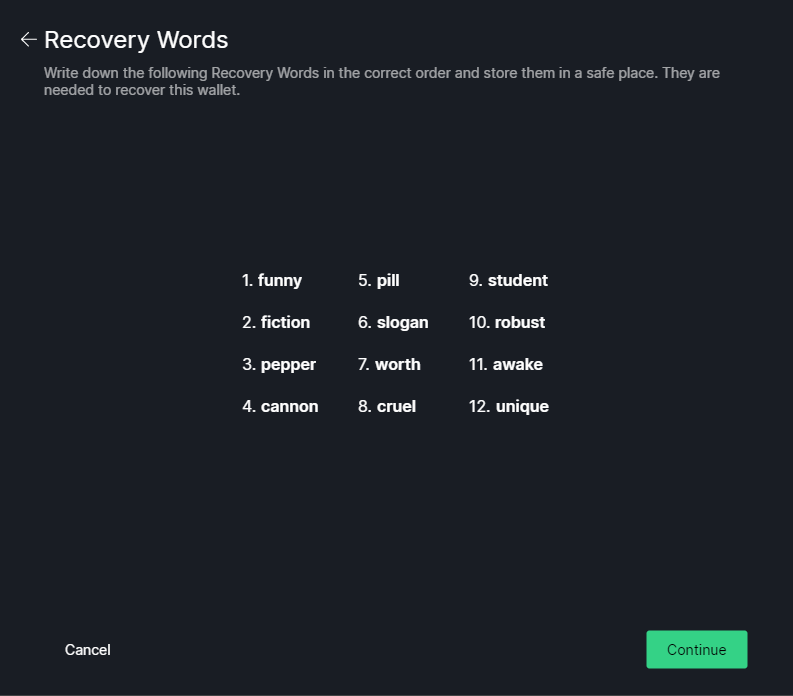 Recovery Words
Write down the following Recovery Words in the correct order and store them in a safe place. They are
needed to recover this wallet.
1. funny
2. fiction
3. pepper
4. cannon
5. pill
6. slogan
7. worth
8. cruel
9. student
10. robust
11. awake
12. unique
Cancel
Continue